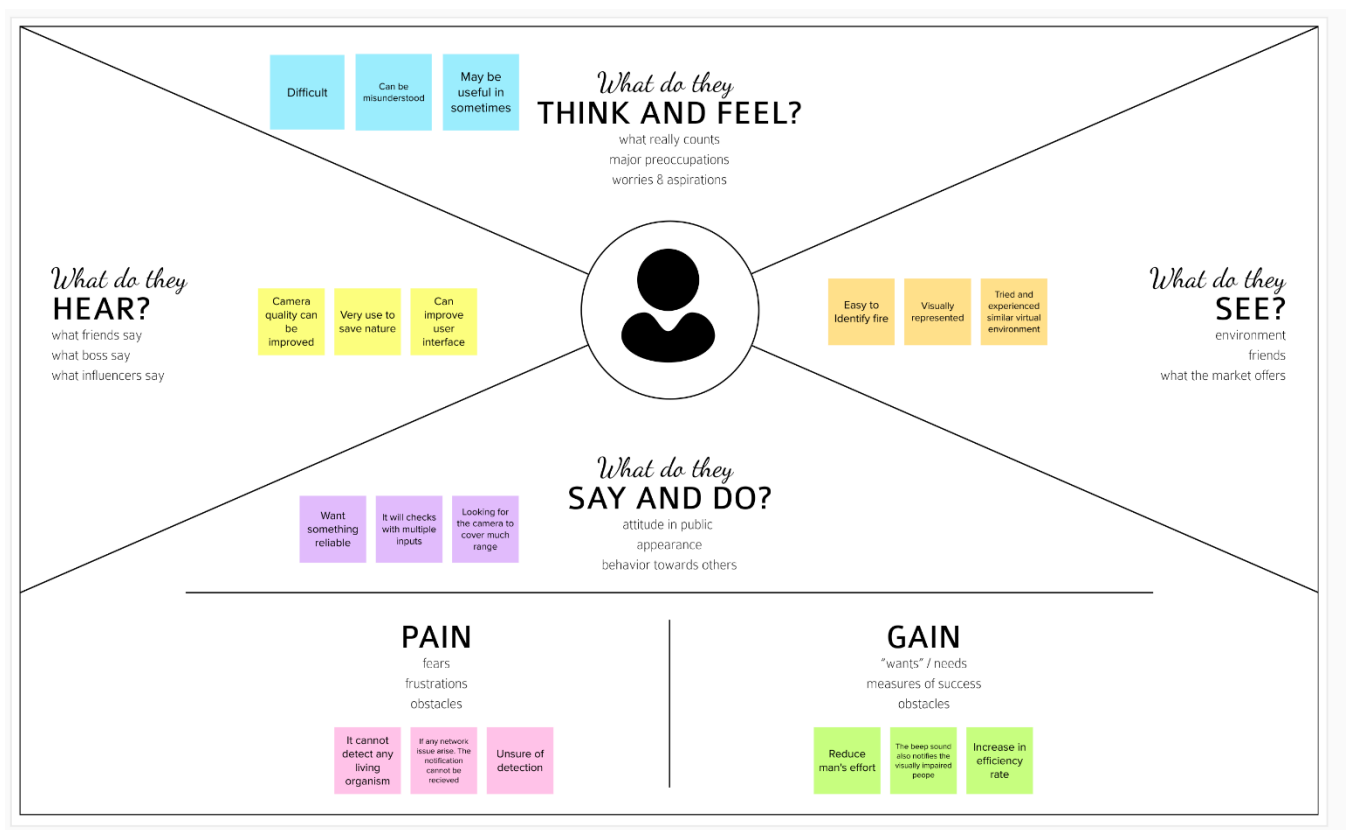 Difficult
Can be
misunderstood
May be
useful in
sometimes
What do they
THINK AND FEEL?
what really counts
major preoccupations
worries & aspirations
What do they
HEAR?
what friends say
what boss say
what influencers say
Camera
quality can
be
improved
Very use to
save nature
Can
improve
user
interface
Easy to
Identify fire
Visually
represented
Tried and
experienced
similar virtual
environment
What do they
SEE?
environment
friends
what the market offers
What do they
SAY AND DO?
attitude in public
appearance
behavior towards others
Want
something
reliable
It will checks
with multiple
inputs
Looking for
the camera to
cover much
range
PAIN
fears
frustrations
obstacles
It cannot
detect any
living
organism
If any network
issue arise. The
notification
cannot be
recieved
Unsure of
detection
GAIN
"wants" / needs
measures of success
obstacles
Reduce
man's effort
The beep sound
also notifies the
visually impaired
peope
Increase in
efficiency
rate